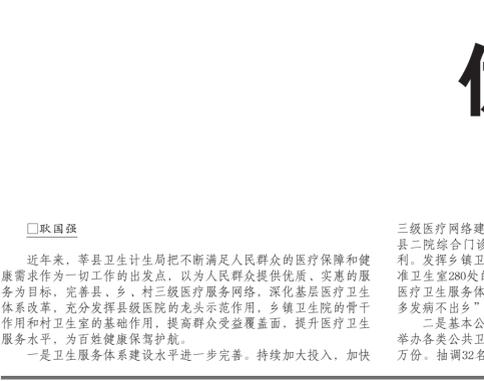 □耿国强
近年来，莘县卫生计生局把不断满足人民群众的医疗保障和健
康需求作为一切工作的出发点，以为人民群众提供优质、实惠的服
务为目标，完善县、乡、村三级医疗服务网络，深化基层医疗卫生
体系改革，充分发挥县级医院的龙头示范作用，乡镇卫生院的骨干
作用和村卫生室的基础作用，提高群众受益覆盖面，提升医疗卫生
服务水平，为百姓健康保驾护航。
一是卫生服务体系建设水平进一步完善。持续加大投入，加快
三级医疗网络建
县二院综合门诊
利。发挥乡镇卫
准卫生室280处的
医疗卫生服务体
多发病不出乡”
二是基本公
举办各类公共卫
万份。抽调32名